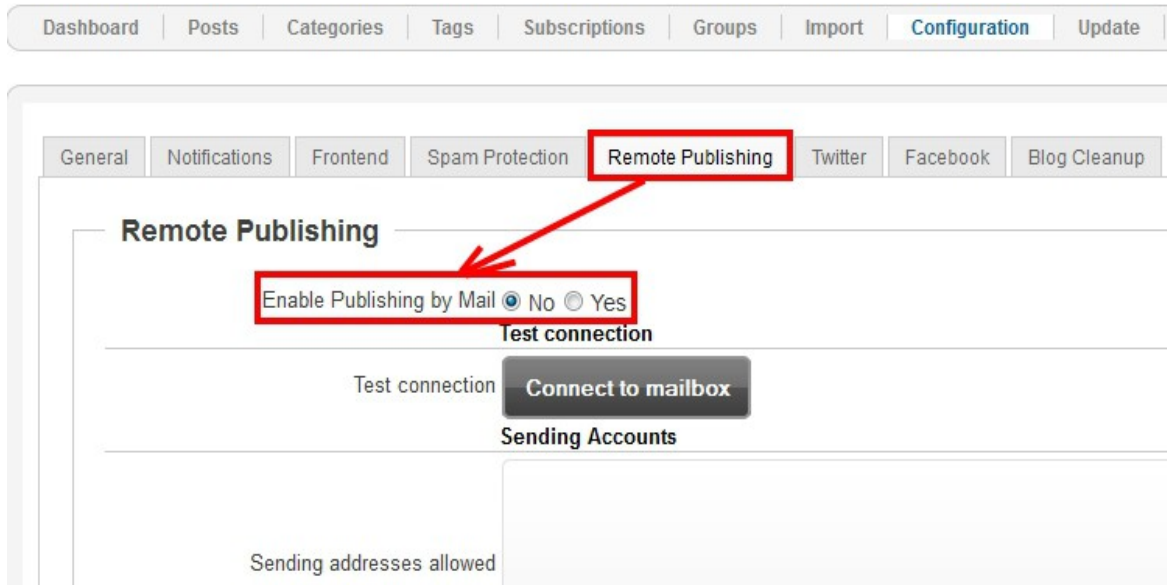 Dashboard Posts Categories Tags Subscriptions Groups Import Configuration Update
General Notifications Frontend Spam Protection Remote Publishing Twitter Facebook Blog Cleanup
Remote Publishing
Enable Publishing by Mail No Yes
Test connection
Test connection Connect to mailbox
Sending Accounts
Sending addresses allowed